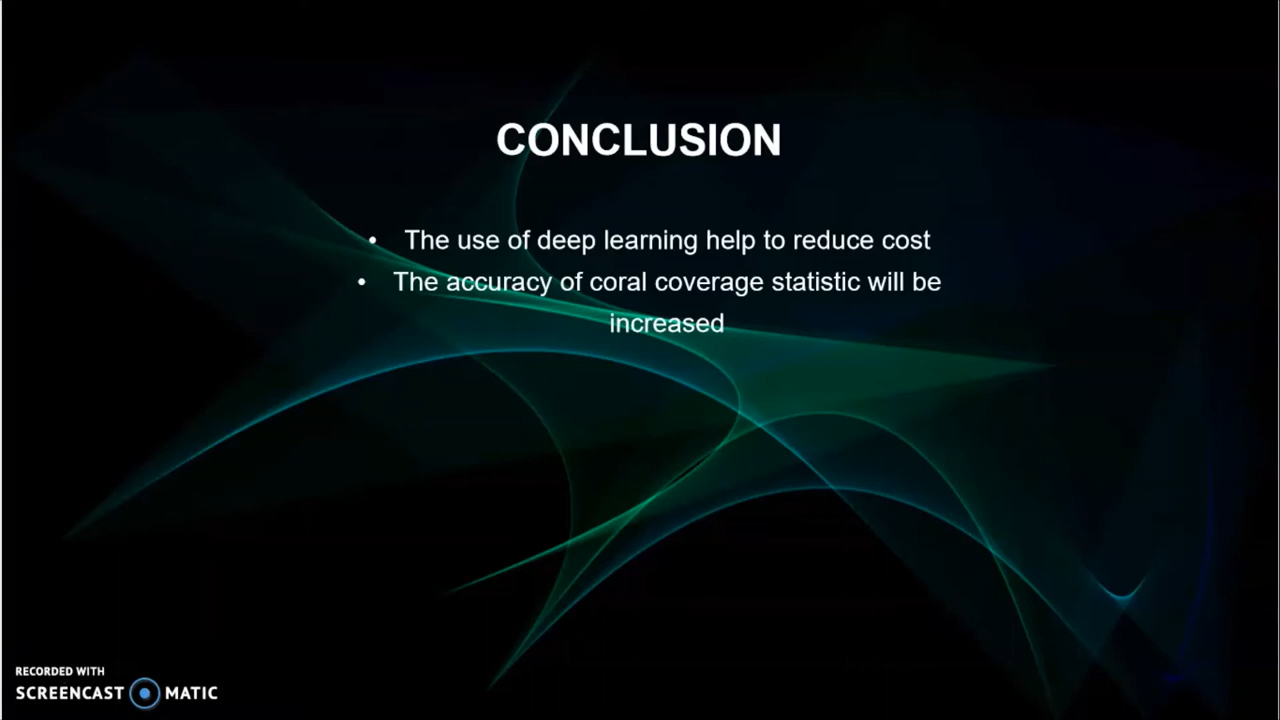 CONCLUSION
• The use of deep learning help to reduce cost
• The accuracy of coral coverage statistic will be
increased
RECORDED WITH
SCREENCAST MATIC